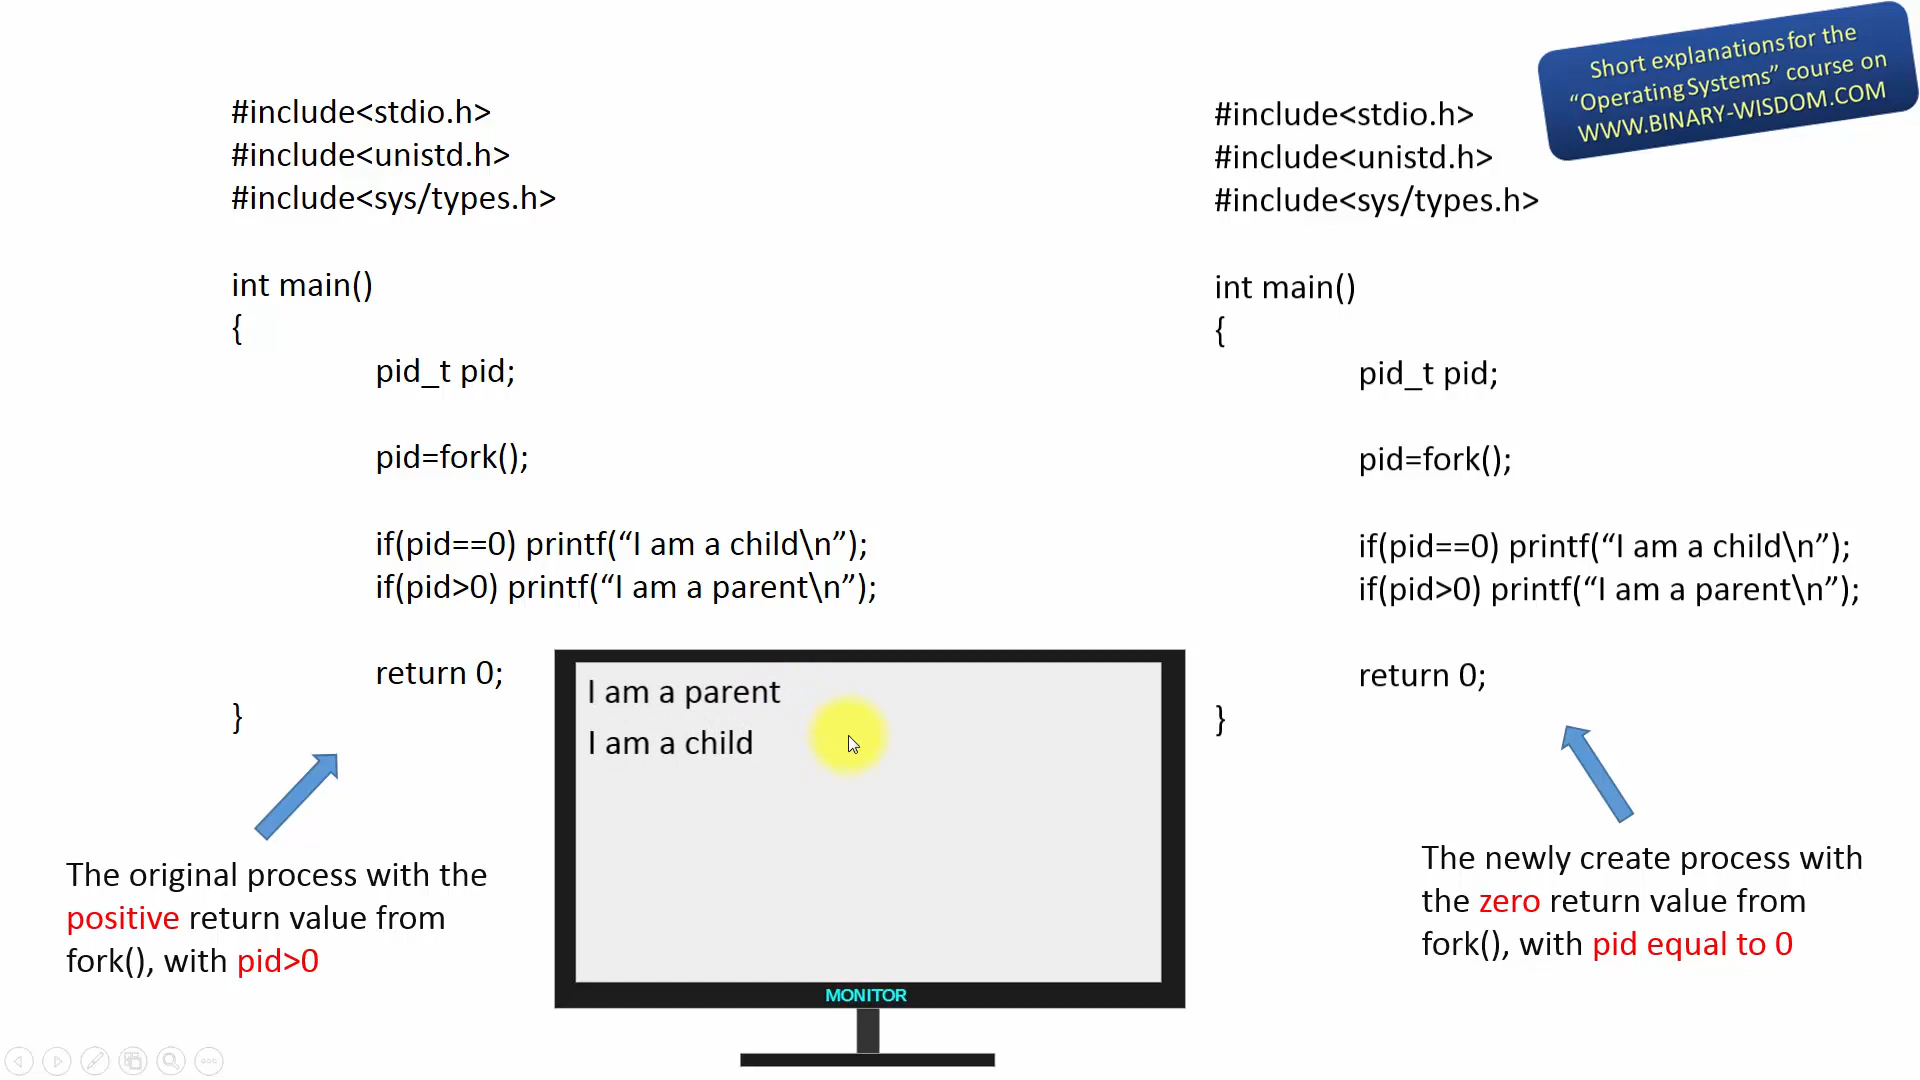 Short explanations for the
“Operating Systems” course on
WWW.BINARY-WISDOM.COM
#include<stdio.h>
#include<unistd.h>
#include<sys/types.h>
int main()
{
pid_t pid;
pid=fork();
if(pid==0) printf(“I am a child\n”);
if(pid>0) printf(“I am a parent\n”);
return 0;
}
#include<stdio.h>
#include<unistd.h>
#include<sys/types.h>
int main()
{
pid_t pid;
pid=fork();
if(pid==0) printf(“I am a child\n”);
if(pid>0) printf(“I am a parent\n”);
return 0;
}
I am a parent
I am a child
MONITOR
The original process with the
positive return value from
fork(), with pid>0
The newly create process with
the zero return value from
fork(), with pid equal to 0